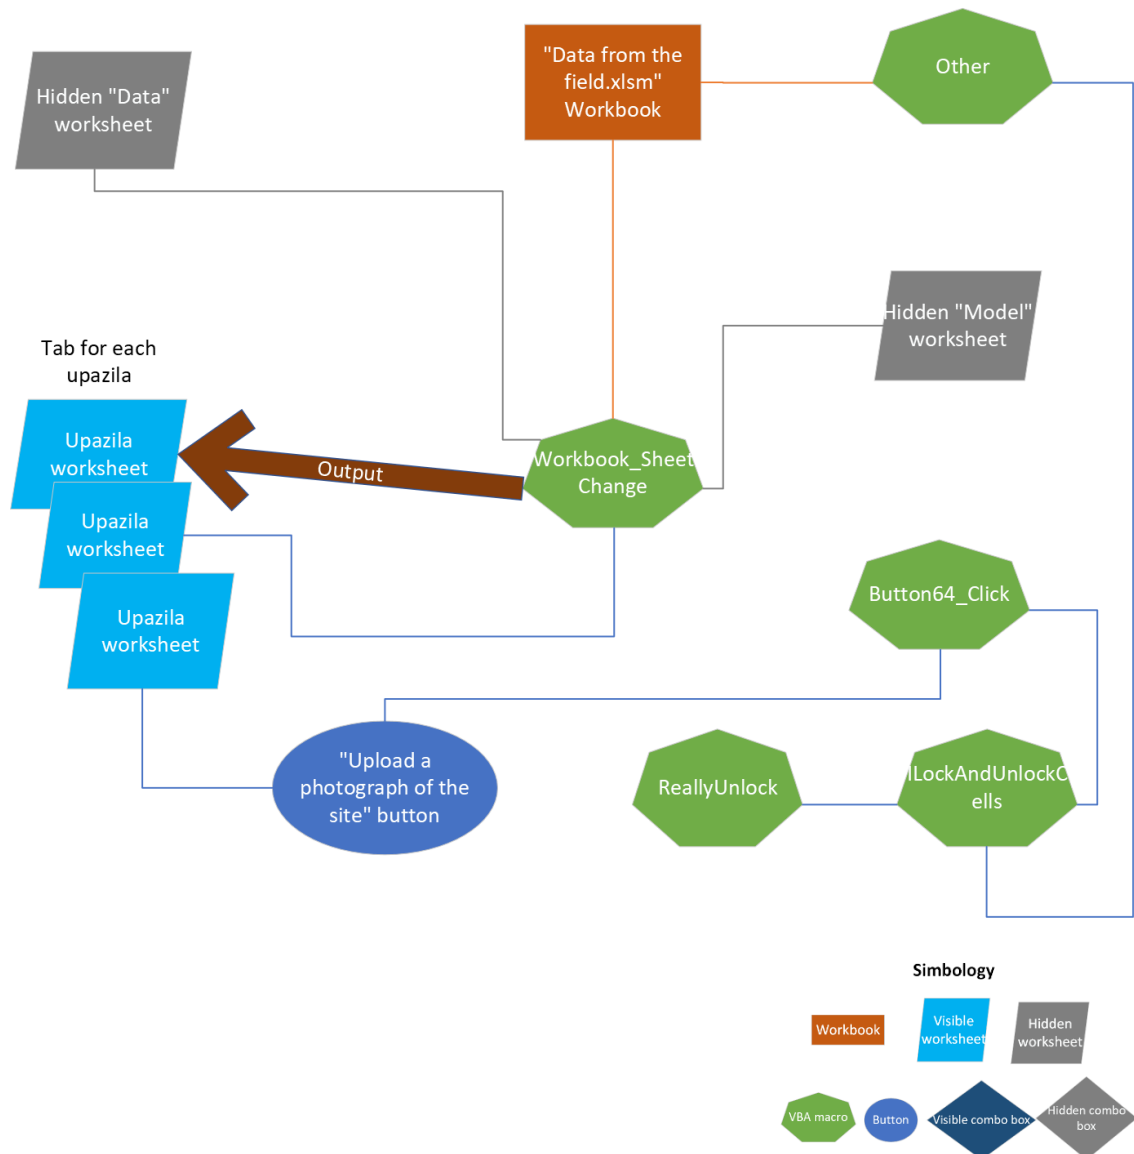 "Data from the
field.xlsm"
Workbook
Other
Hidden "Data"
worksheet
Hidden "Model"
worksheet
Tab for each
upazila
Upazila
worksheet
Output
Workbook_Sheet
Change
Upazila
worksheet
Upazila
worksheet
Button64_Click
"Upload a
photograph of the
site" button
ReallyUnlock
lLockAndUnlockC
ells
Simbology
Workbook
Visible
worksheet
Hidden
worksheet
VBA macro
Button
Visible combo box
Hidden combo
box